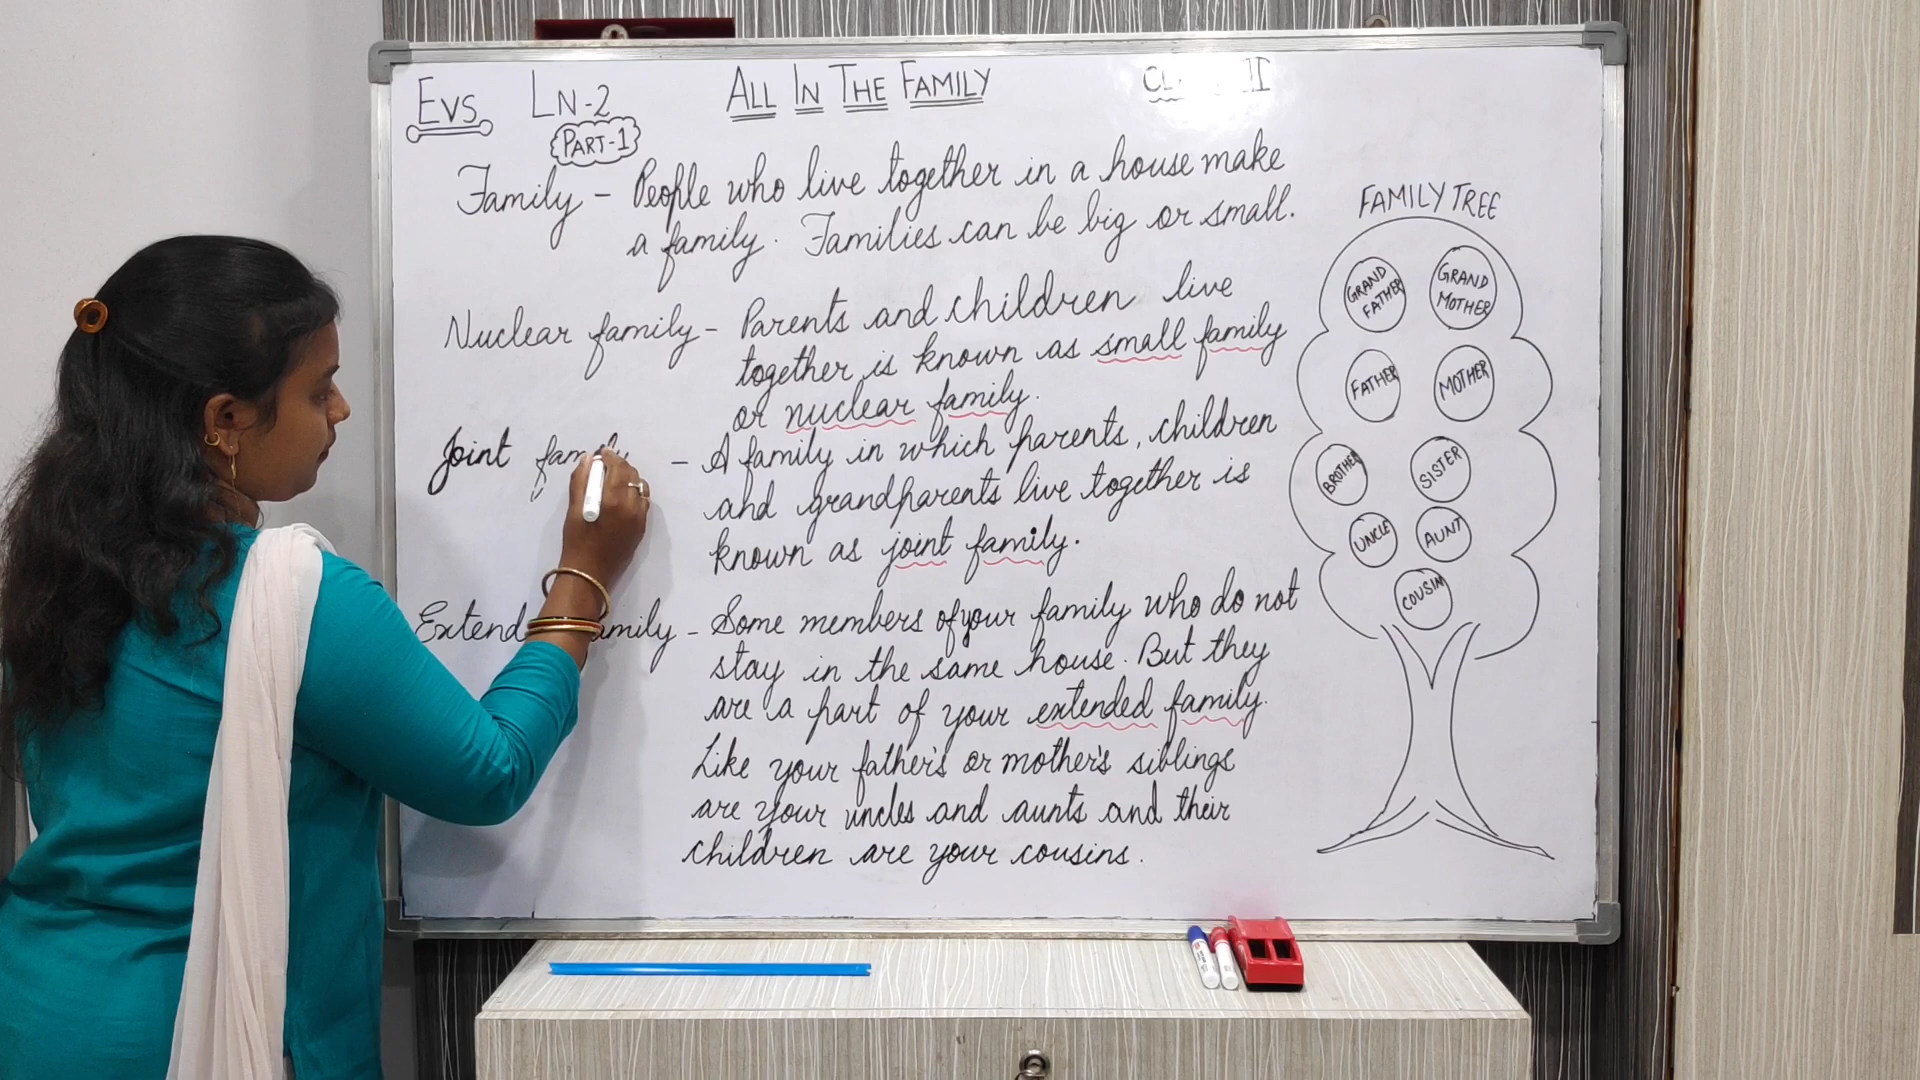 EVS LN-2 ALL IN THE FAMILY II
PART-1
Family - People who live together in a house make
a family. Families can be big or small.
Nuclear family - Parents and children live
together is known as small family
or nuclear family.
Joint family - A family in which parents, children
and grandparents live together is
known as joint family.
family - Some members of your family who do not
stay in the same house. But they
are a part of your extended family.
Like your father's or mother's siblings
are your uncles and aunts and their
children are your cousins.
FAMILY TREE
GRAND FATHER
GRAND MOTHER
FATHER
MOTHER
BROTHER
SISTER
UNCLE
AUNT
COUSIN